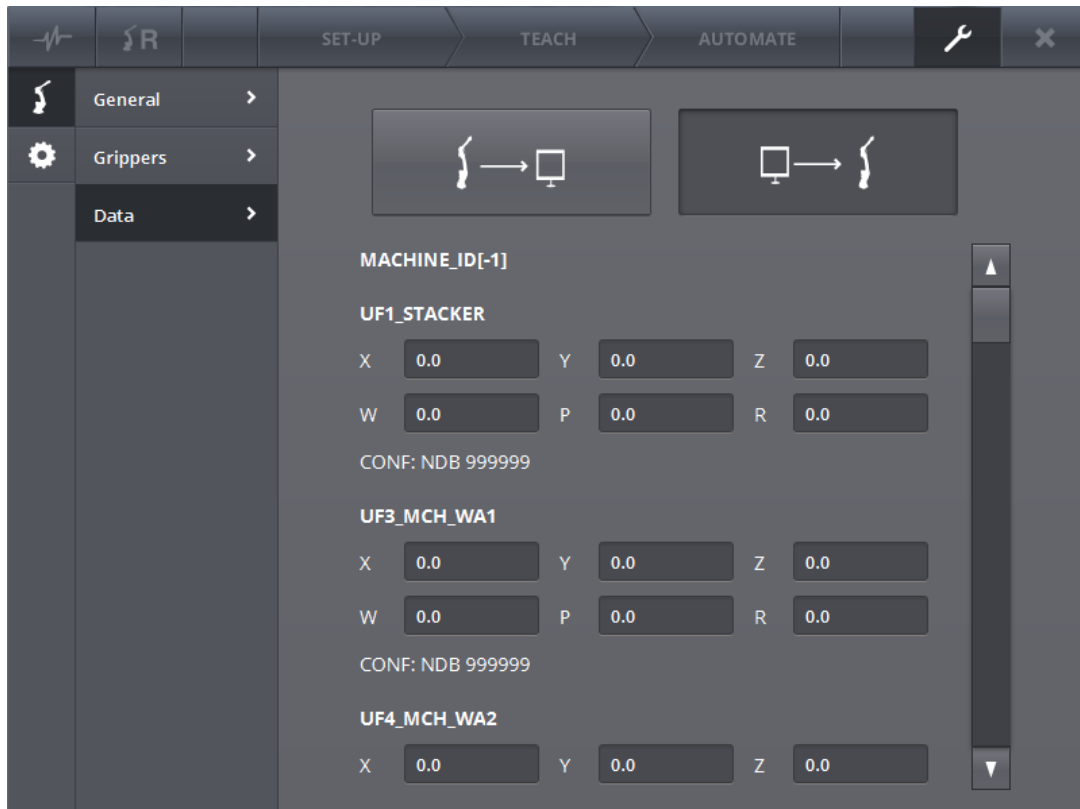 R SET-UP TEACH AUTOMATE
General
Grippers
Data
MACHINE_ID[-1]
UF1_STACKER
X 0.0 Y 0.0 Z 0.0
W 0.0 P 0.0 R 0.0
CONF: NDB 999999
UF3_MCH_WA1
X 0.0 Y 0.0 Z 0.0
W 0.0 P 0.0 R 0.0
CONF: NDB 999999
UF4_MCH_WA2
X 0.0 Y 0.0 Z 0.0